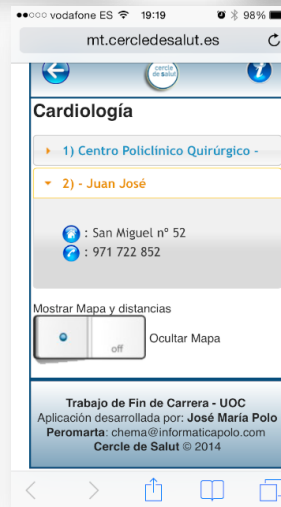 vodafone ES 19:19 98%
mt.cercledesalut.es
cercle
de salut
Cardiología
1) Centro Policlínico Quirúrgico -
2) - Juan José
: San Miguel nº 52
: 971 722 852
Mostrar Mapa y distancias
off Ocultar Mapa
Trabajo de Fin de Carrera - UOC
Aplicación desarrollada por: José María Polo
Peromarta: chema@informaticapolo.com
Cercle de Salut © 2014